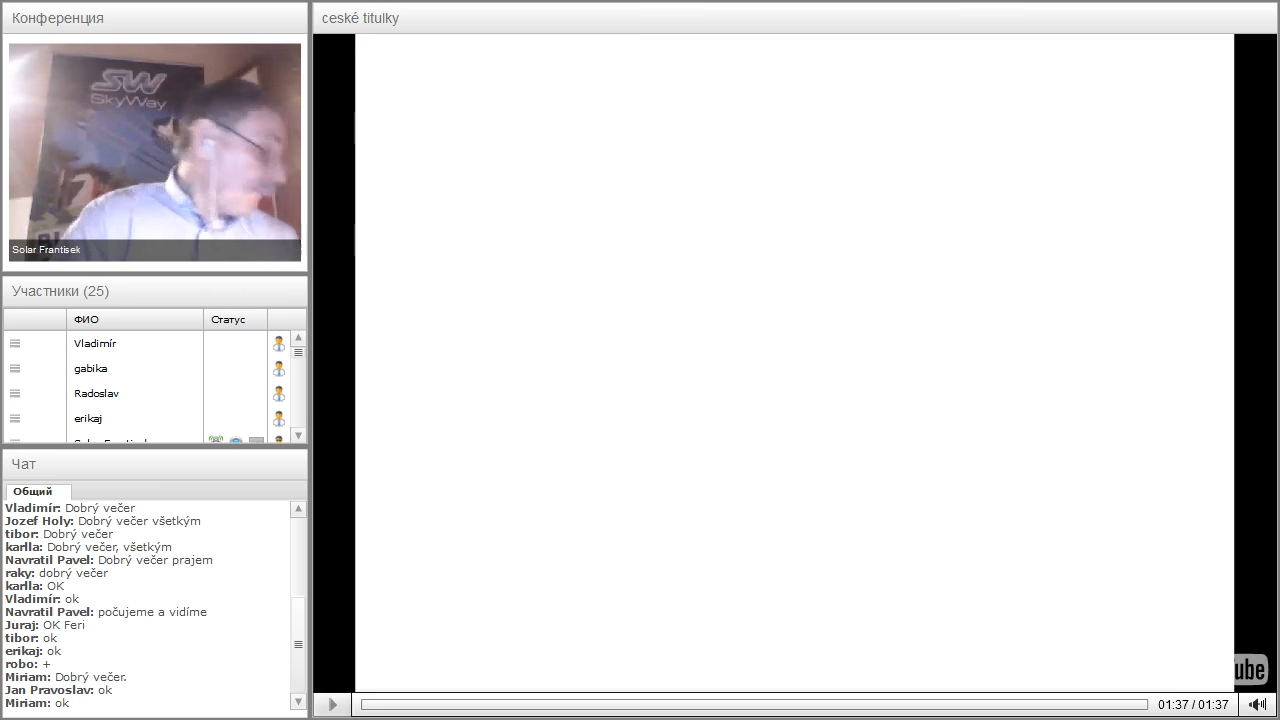 Конференция
SW
SkyWay
Solar Frantisek
Участники (25)
ФИО Статус
Vladimír
gabika
Radoslav
erikaj
Чат
Общий
Vladimír: Dobrý večer
Jozef Holy: Dobrý večer všetkým
tibor: Dobrý večer
karlla: Dobrý večer, všetkým
Navratil Pavel: Dobrý večer prajem
raky: dobrý večer
karlla: OK
Vladimír: ok
Navratil Pavel: počujeme a vidíme
Juraj: OK Feri
tibor: ok
erikaj: ok
robo: +
Miriam: Dobrý večer.
Jan Pravoslav: ok
Miriam: ok
ceské titulky
ube
01:37 / 01:37